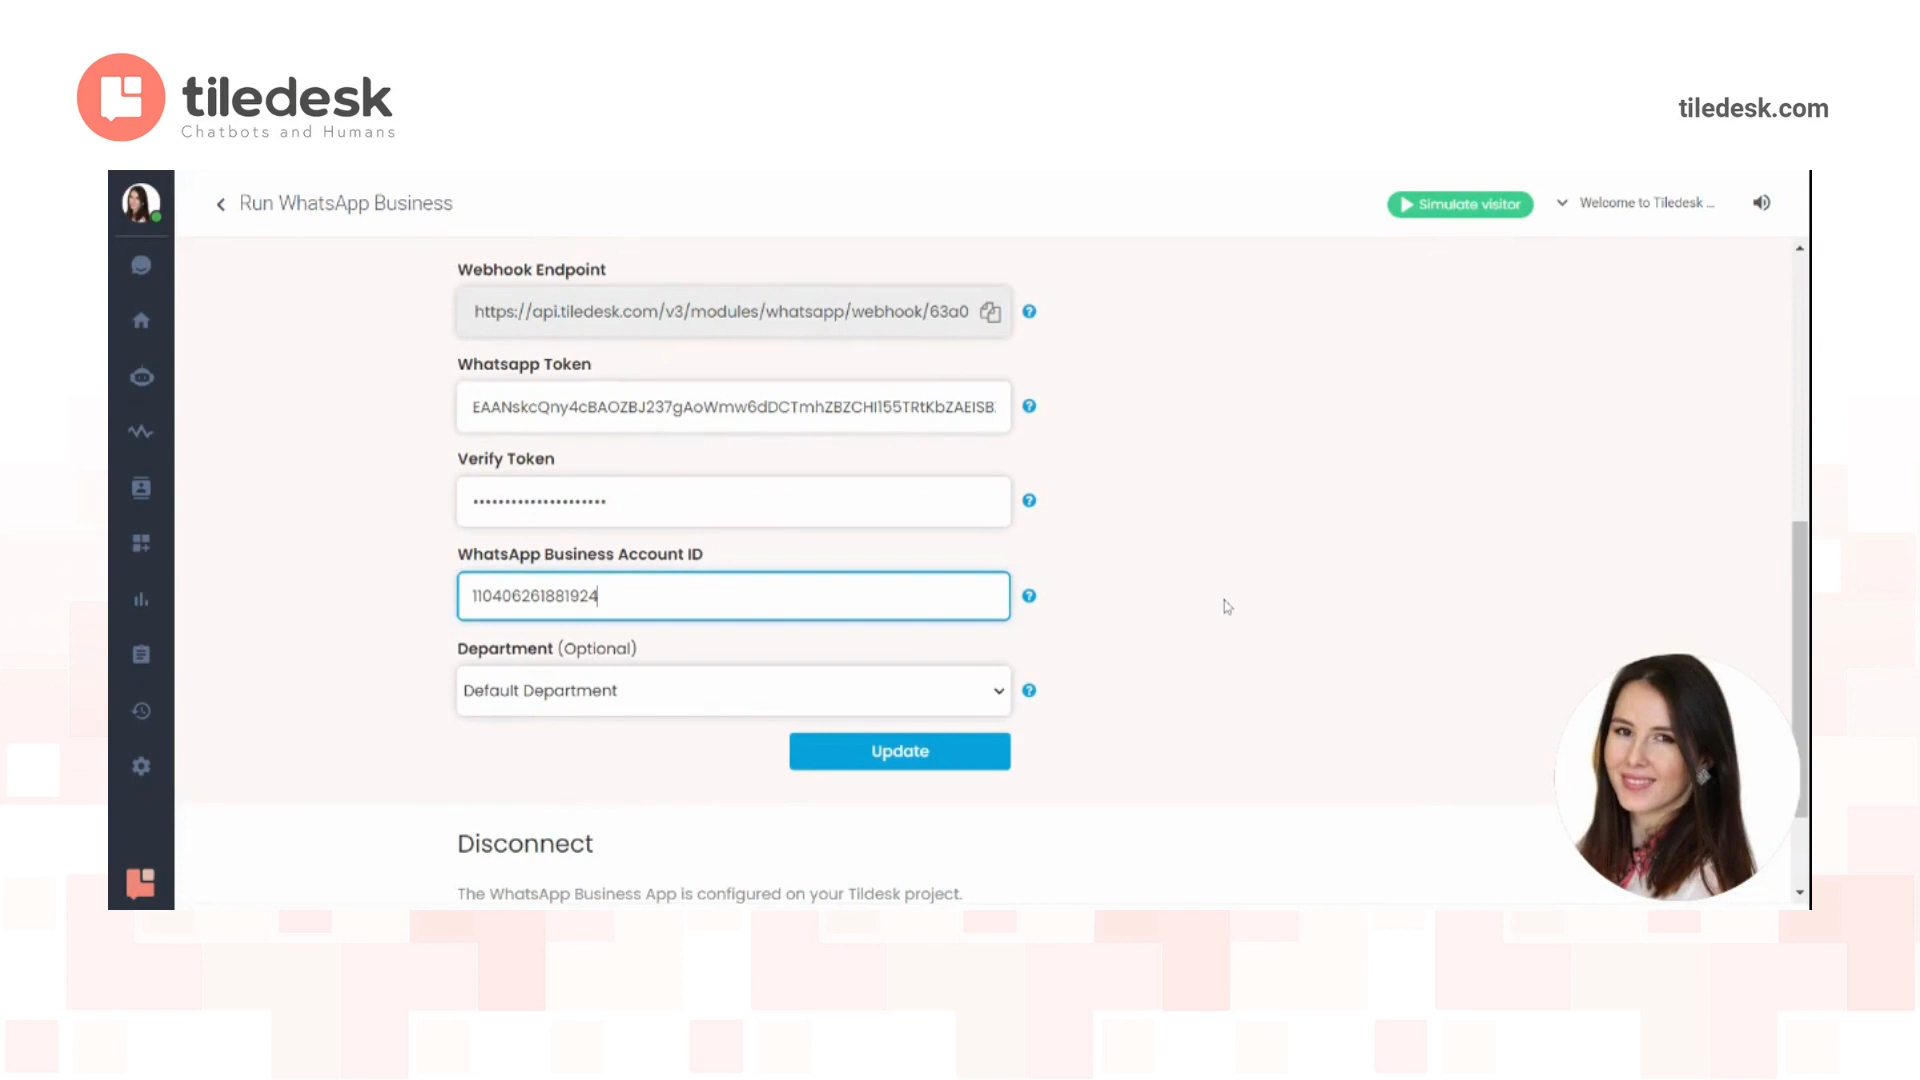 tiledesk
Chatbots and Humans
tiledesk.com
Run WhatsApp Business
Simulate visitor
Welcome to Tiledesk ...
Webhook Endpoint
https://api.tiledesk.com/v3/modules/whatsapp/webhook/63a0
Whatsapp Token
EAANskcQny4cBAOZBJ237gAoWmw6dDCTmhZBZCHI155TRtKbZAEISB
Verify Token
WhatsApp Business Account ID
110406261881924
Department (Optional)
Default Department
Update
Disconnect
The WhatsApp Business App is configured on your Tildesk project.